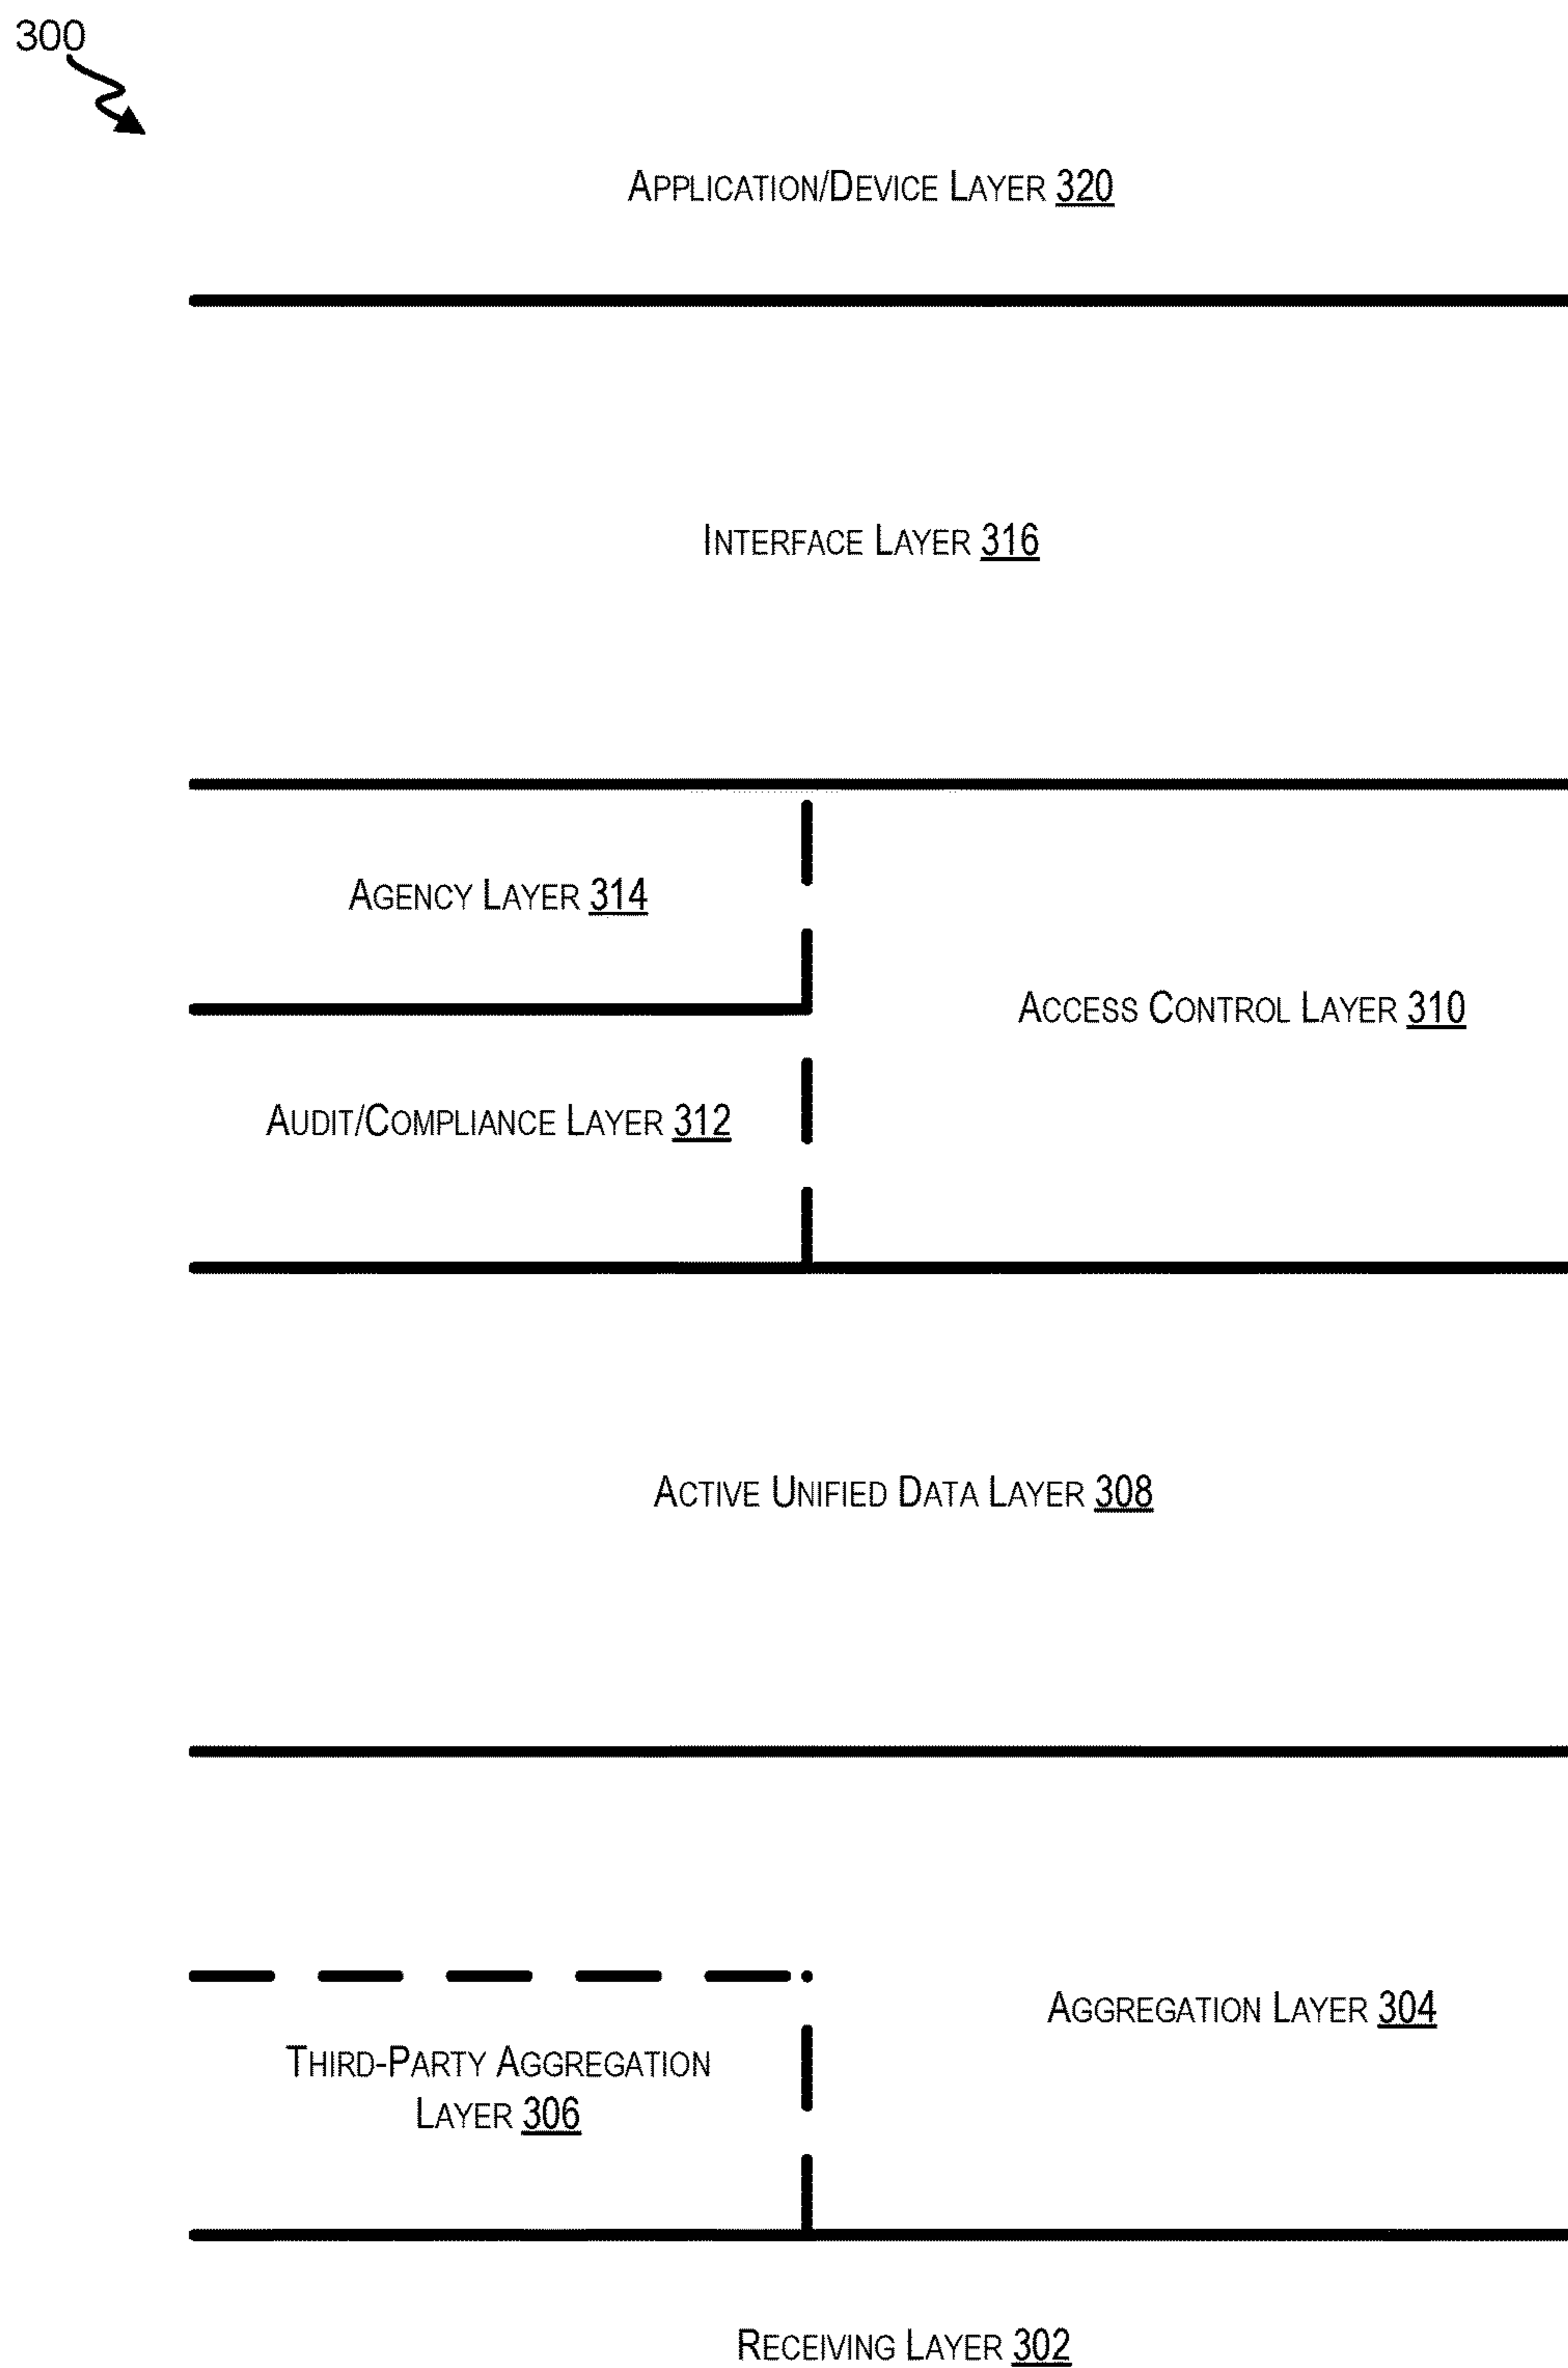 300
APPLICATION/DEVICE LAYER 320
INTERFACE LAYER 316
AGENCY LAYER 314
ACCESS CONTROL LAYER 310
AUDIT/COMPLIANCE LAYER 312
ACTIVE UNIFIED DATA LAYER 308
AGGREGATION LAYER 304
THIRD-PARTY AGGREGATION
LAYER 306
RECEIVING LAYER 302